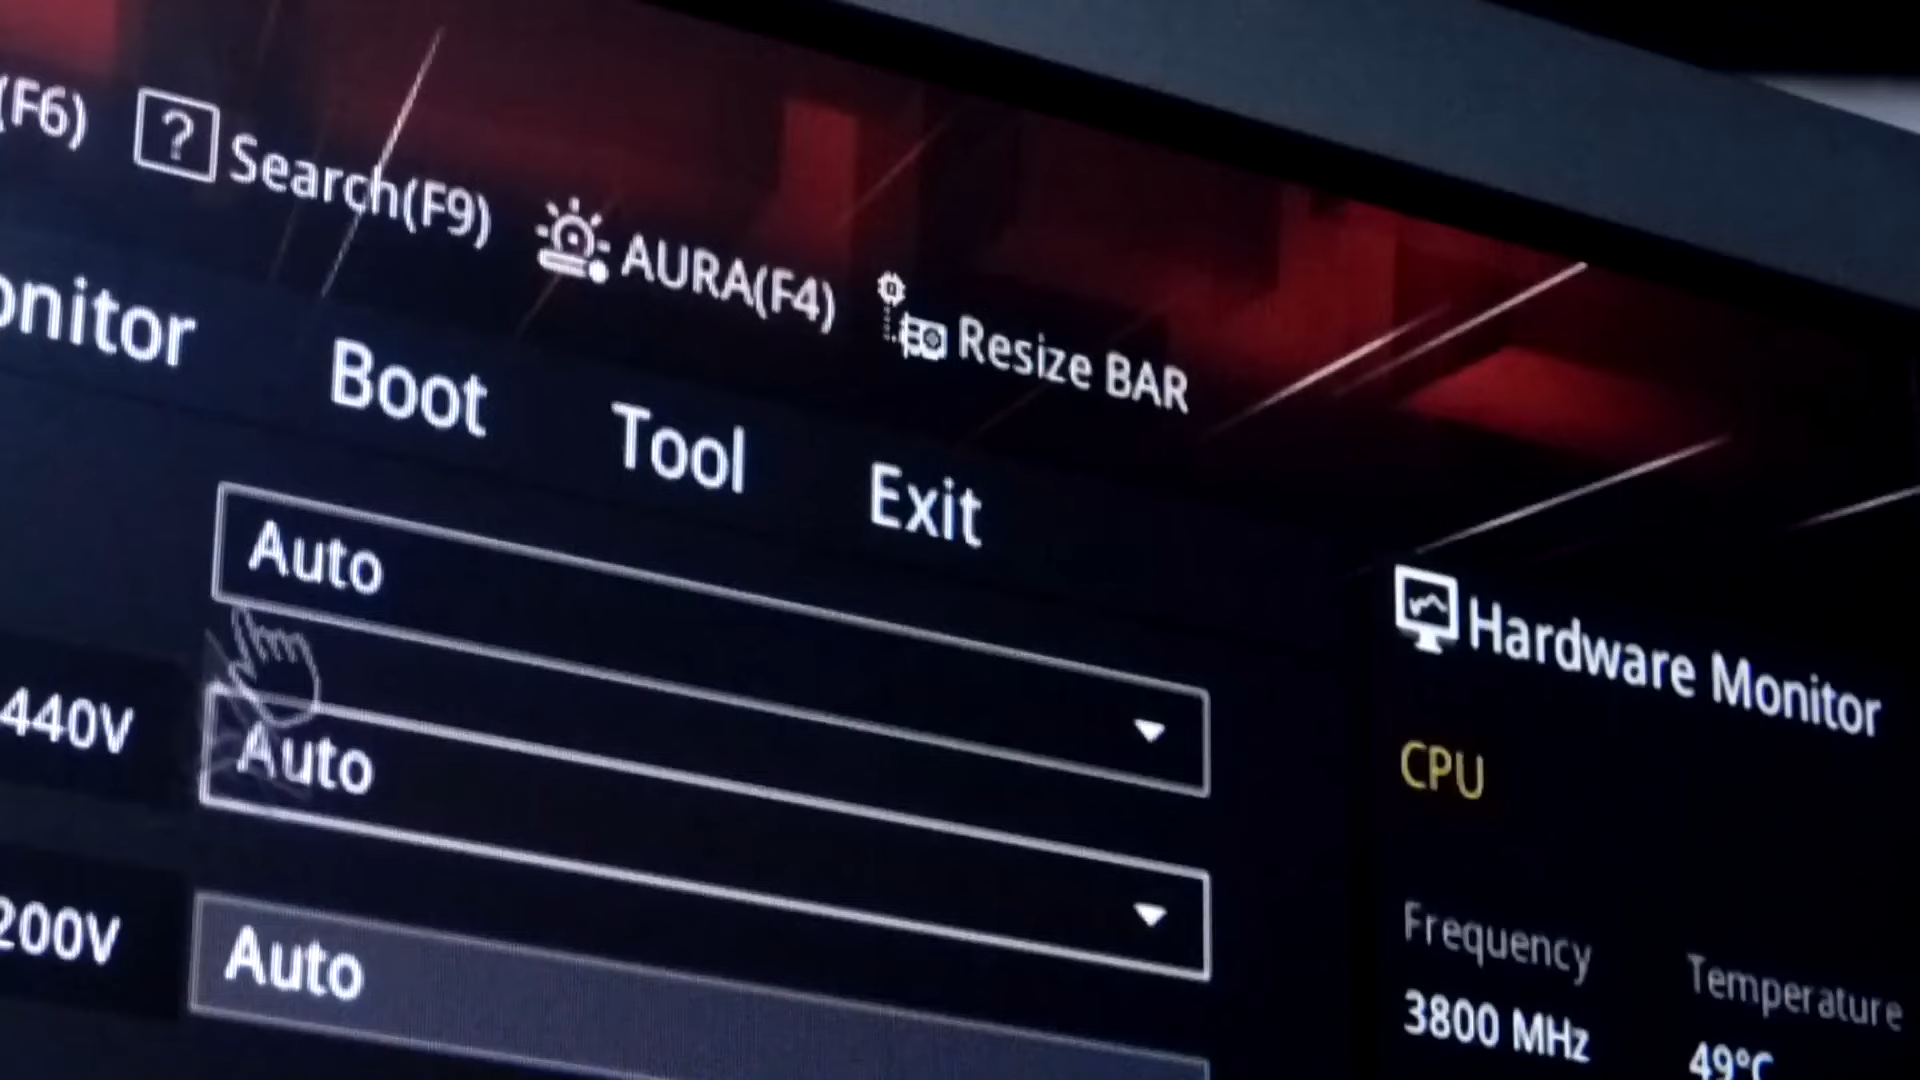 (F6) ? Search(F9) AURA(F4) Resize BAR
onitor Boot Tool Exit
Auto
440V Auto
200V Auto
Hardware Monitor
CPU
Frequency Temperature
3800 MHz 49°C